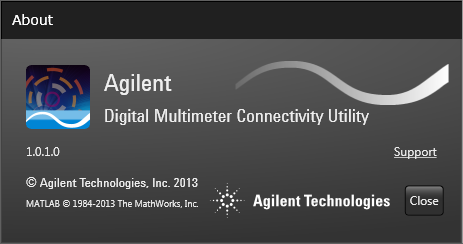 About
Agilent
Digital Multimeter Connectivity Utility
1.0.1.0
Support
© Agilent Technologies, Inc. 2013
MATLAB © 1984-2013 The MathWorks, Inc.
Agilent Technologies
Close